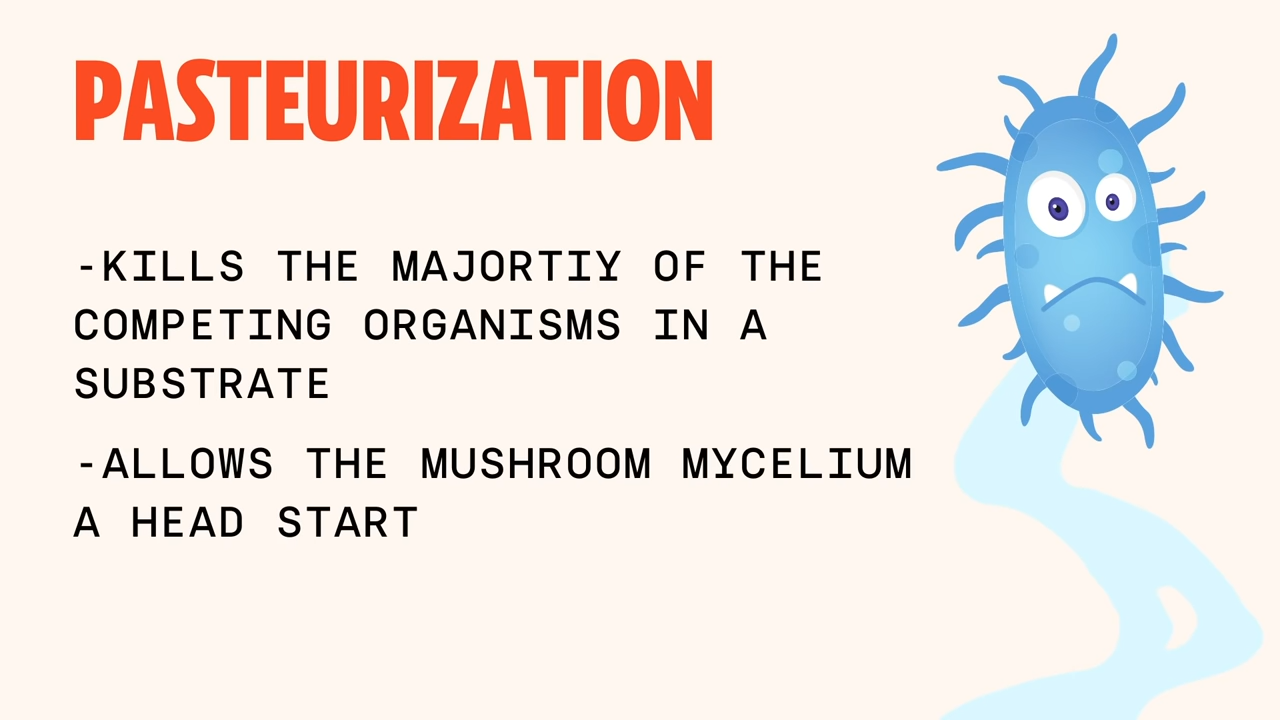 PASTEURIZATION
-KILLS THE MAJORTIY OF THE
COMPETING ORGANISMS IN A
SUBSTRATE
-ALLOWS THE MUSHROOM MYCELIUM
A HEAD START